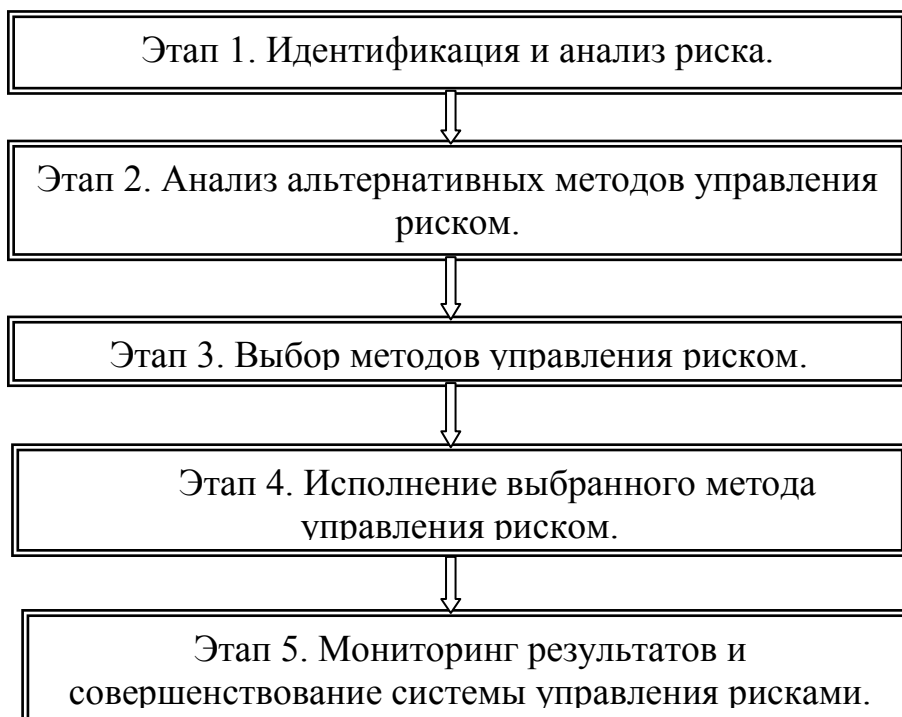 Этап 1. Идентификация и анализ риска.
Этап 2. Анализ альтернативных методов управления
риском.
Этап 3. Выбор методов управления риском.
Этап 4. Исполнение выбранного метода
управления риском.
Этап 5. Мониторинг результатов и
совершенствование системы управления рисками.